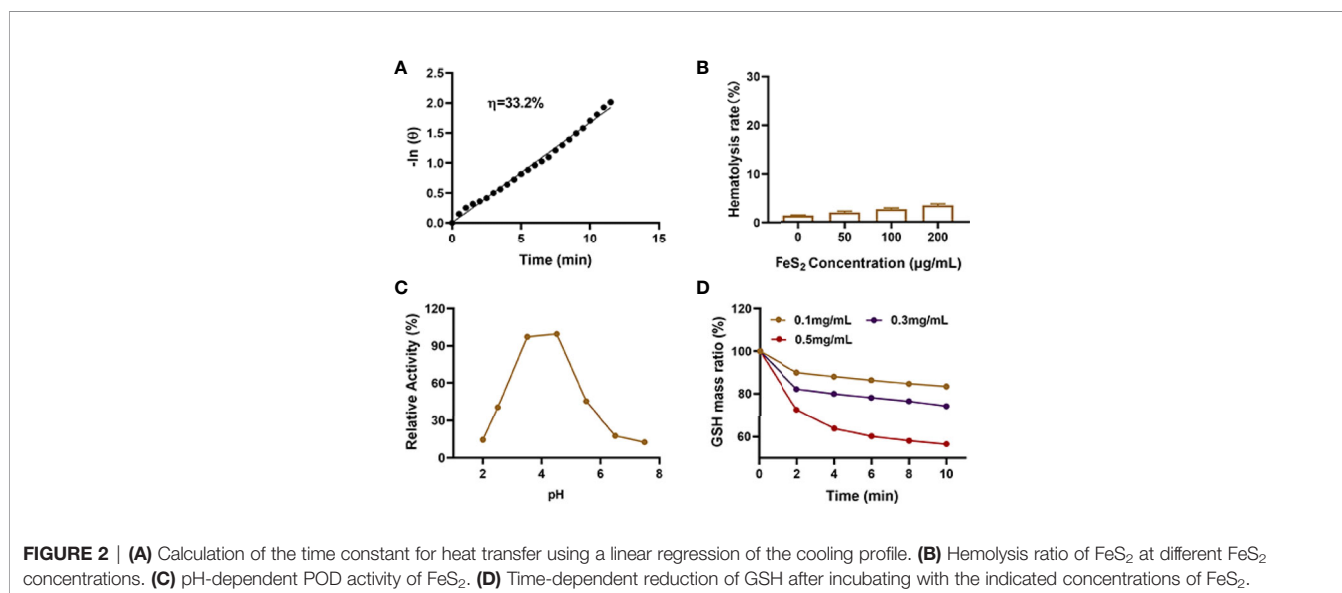 A
2.5
2.0
1.5
1.0
0.5
0.0
-ln (θ)
η=33.2%
0
5
10
15
Time (min)
B
30
20
10
0
Hematolysis rate (%)
0
50
100
200
FeS₂ Concentration (μg/mL)
C
120
90
60
30
0
Relative Activity (%)
2
4
6
8
pH
D
120
100
80
60
GSH mass ratio (%)
0.1mg/mL
0.3mg/mL
0.5mg/mL
0
2
4
6
8
10
Time (min)
FIGURE 2 | (A) Calculation of the time constant for heat transfer using a linear regression of the cooling profile. (B) Hemolysis ratio of FeS₂ at different FeS₂
concentrations. (C) pH-dependent POD activity of FeS₂. (D) Time-dependent reduction of GSH after incubating with the indicated concentrations of FeS₂.